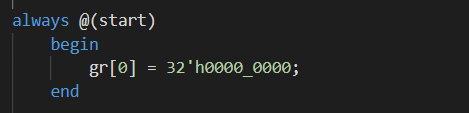 always @(start)
begin
gr[0] = 32'h0000_0000;
end